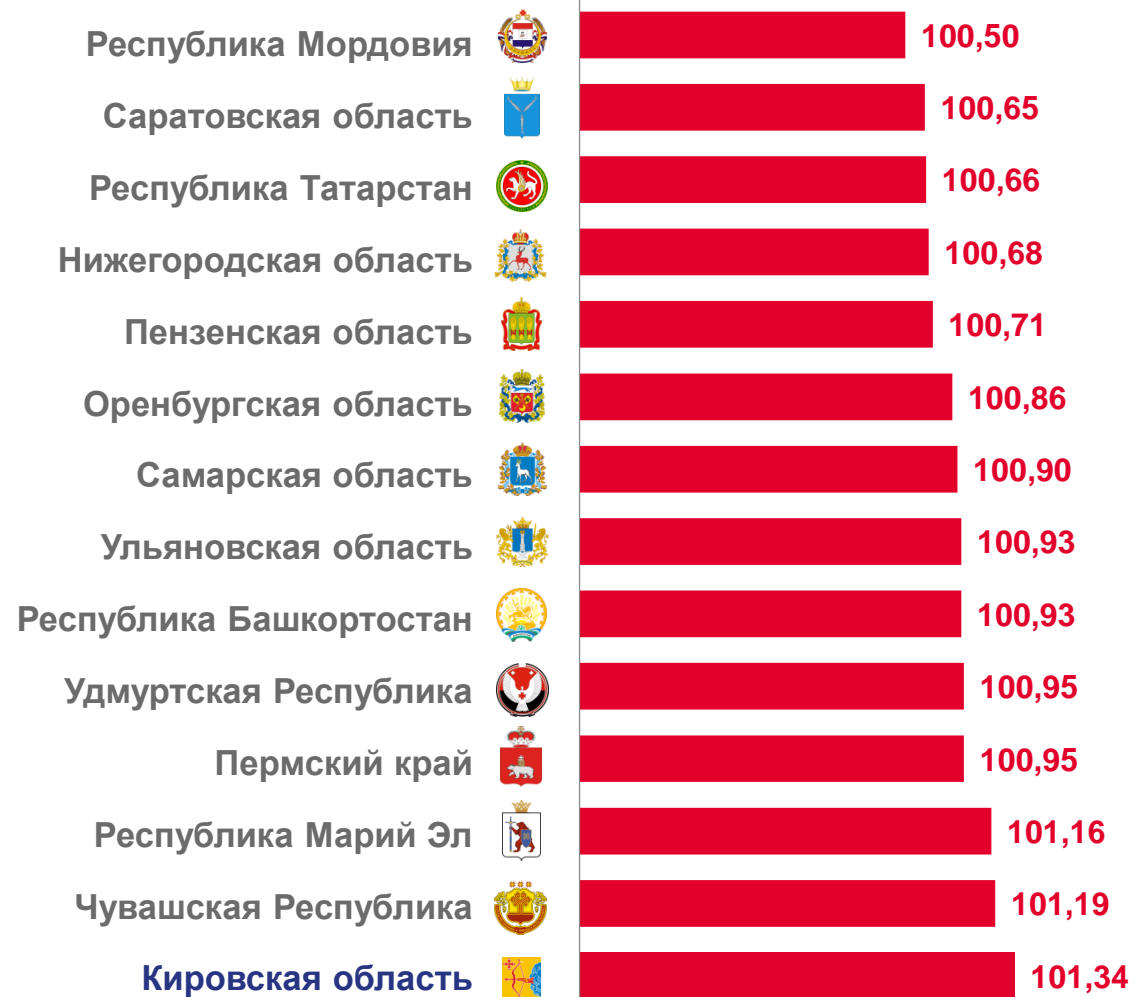 Республика Мордовия 100,50
Саратовская область 100,65
Республика Татарстан 100,66
Нижегородская область 100,68
Пензенская область 100,71
Оренбургская область 100,86
Самарская область 100,90
Ульяновская область 100,93
Республика Башкортостан 100,93
Удмуртская Республика 100,95
Пермский край 100,95
Республика Марий Эл 101,16
Чувашская Республика 101,19
Кировская область 101,34